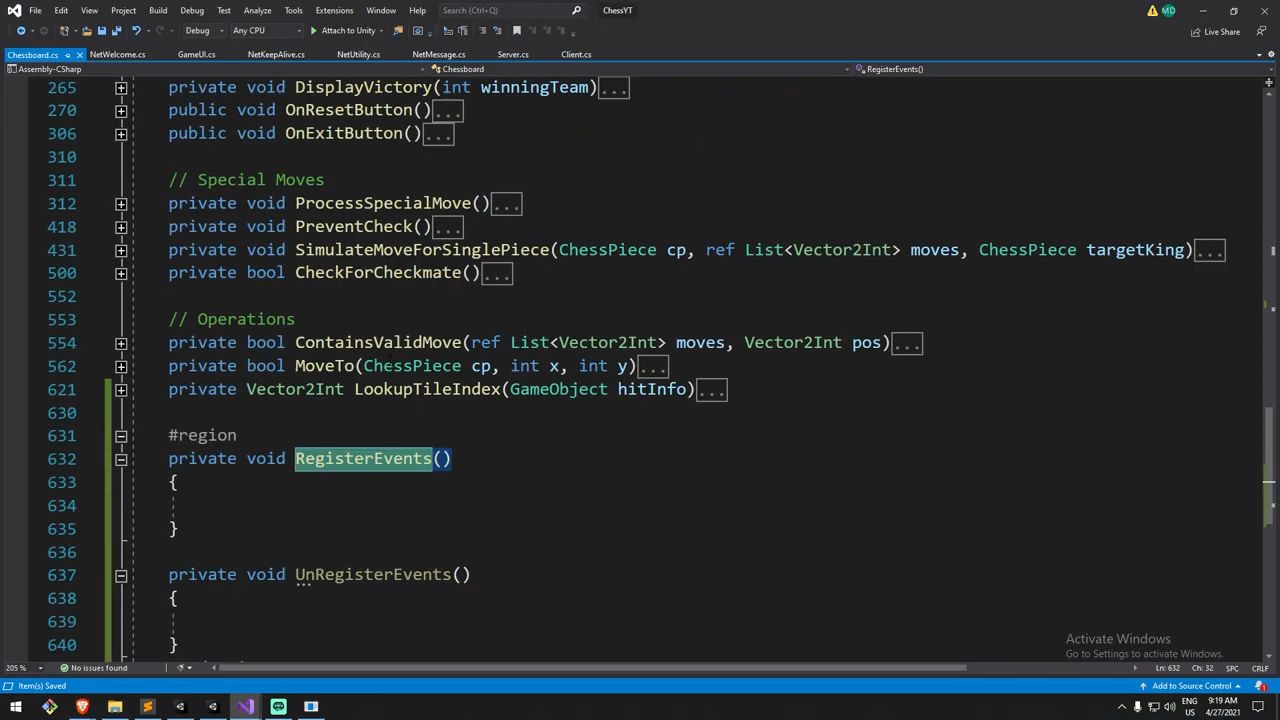 File Edit View Project Build Debug Test Analyze Tools Extensions Window Help Search (Ctrl+Q) ChessYT MD
Debug Any CPU Attach to Unity Live Share
Chessboard.cs NetWelcome.cs GameUI.cs NetKeepAlive.cs NetUtility.cs NetMessage.cs Server.cs Client.cs
Assembly-CSharp Chessboard RegisterEvents()
265 private void DisplayVictory(int winningTeam)...
270 public void OnResetButton()...
306 public void OnExitButton()...
310
311 // Special Moves
312 private void ProcessSpecialMove()...
418 private void PreventCheck()...
431 private void SimulateMoveForSinglePiece(ChessPiece cp, ref List<Vector2Int> moves, ChessPiece targetKing)...
500 private bool CheckForCheckmate()...
552
553 // Operations
554 private bool ContainsValidMove(ref List<Vector2Int> moves, Vector2Int pos)...
562 private bool MoveTo(ChessPiece cp, int x, int y)...
621 private Vector2Int LookupTileIndex(GameObject hitInfo)...
630
631 #region
632 private void RegisterEvents()
633 {
634
635 }
636
637 private void UnRegisterEvents()
638 {
639
640 }
Activate Windows
Go to Settings to activate Windows.
205 % No issues found Ln: 632 Ch: 32 SPC CRLF
Item(s) Saved Add to Source Control 1
ENG US 9:19 AM 4/27/2021